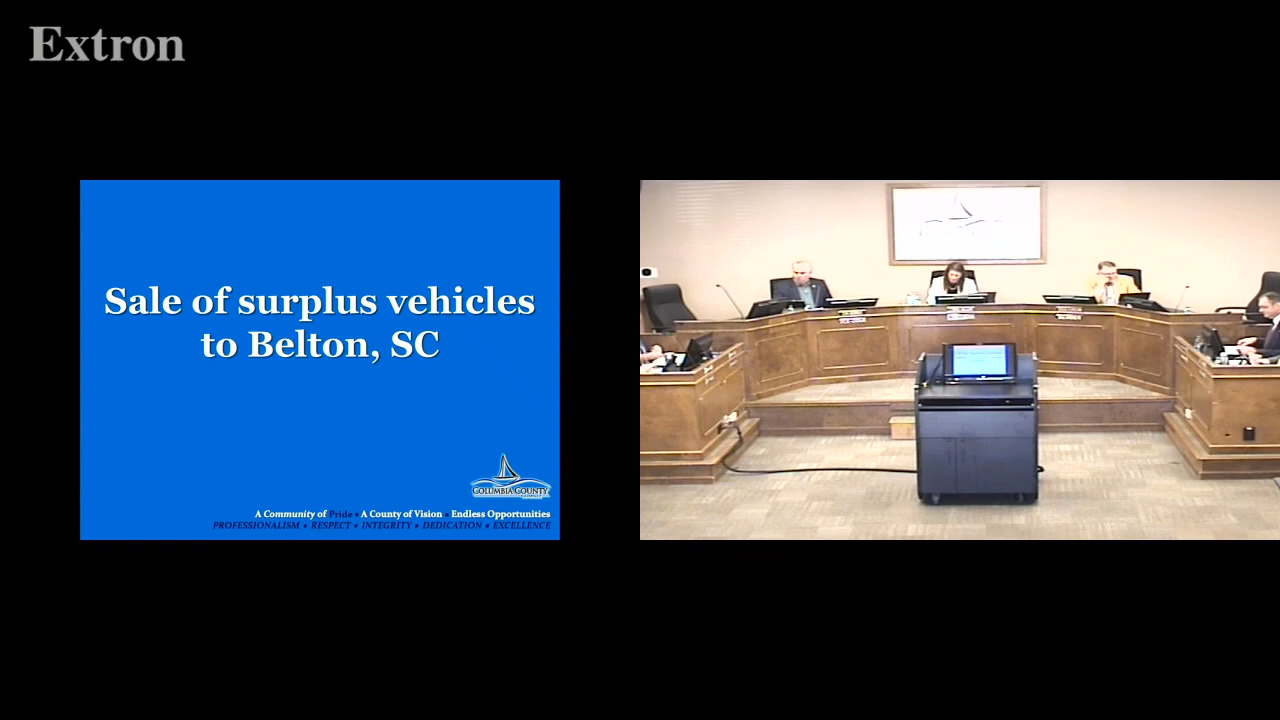 Extron
Sale of surplus vehicles
to Belton, SC
COLUMBIA COUNTY
A Community of Pride • A County of Vision • Endless Opportunities
PROFESSIONALISM • RESPECT • INTEGRITY • DEDICATION • EXCELLENCE